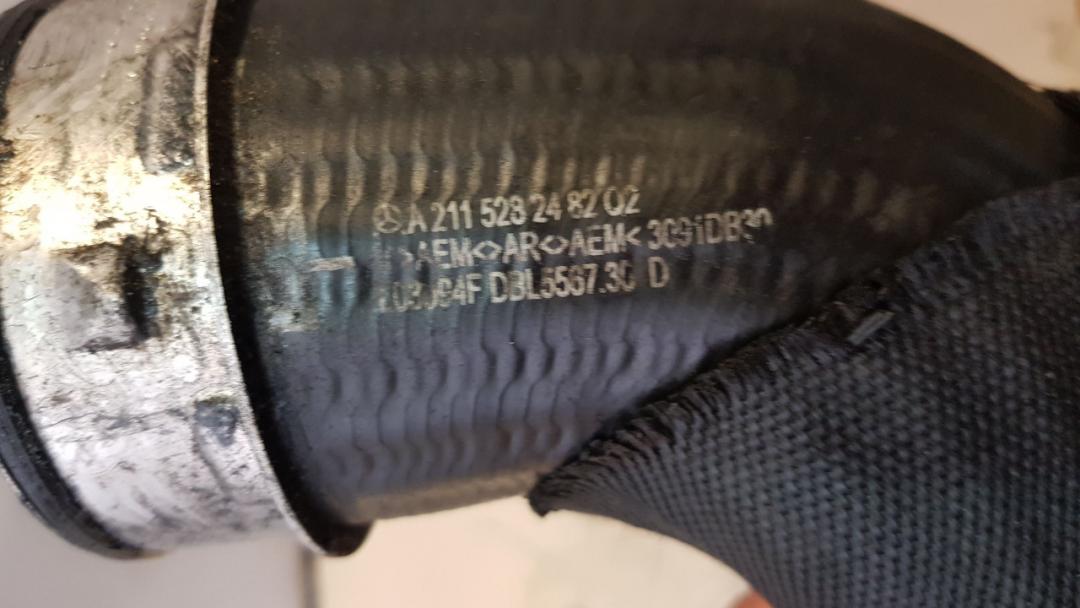 A 211 528 24 82 Q2
>AEM<>AR<>AEM<
DBL5567.30 D